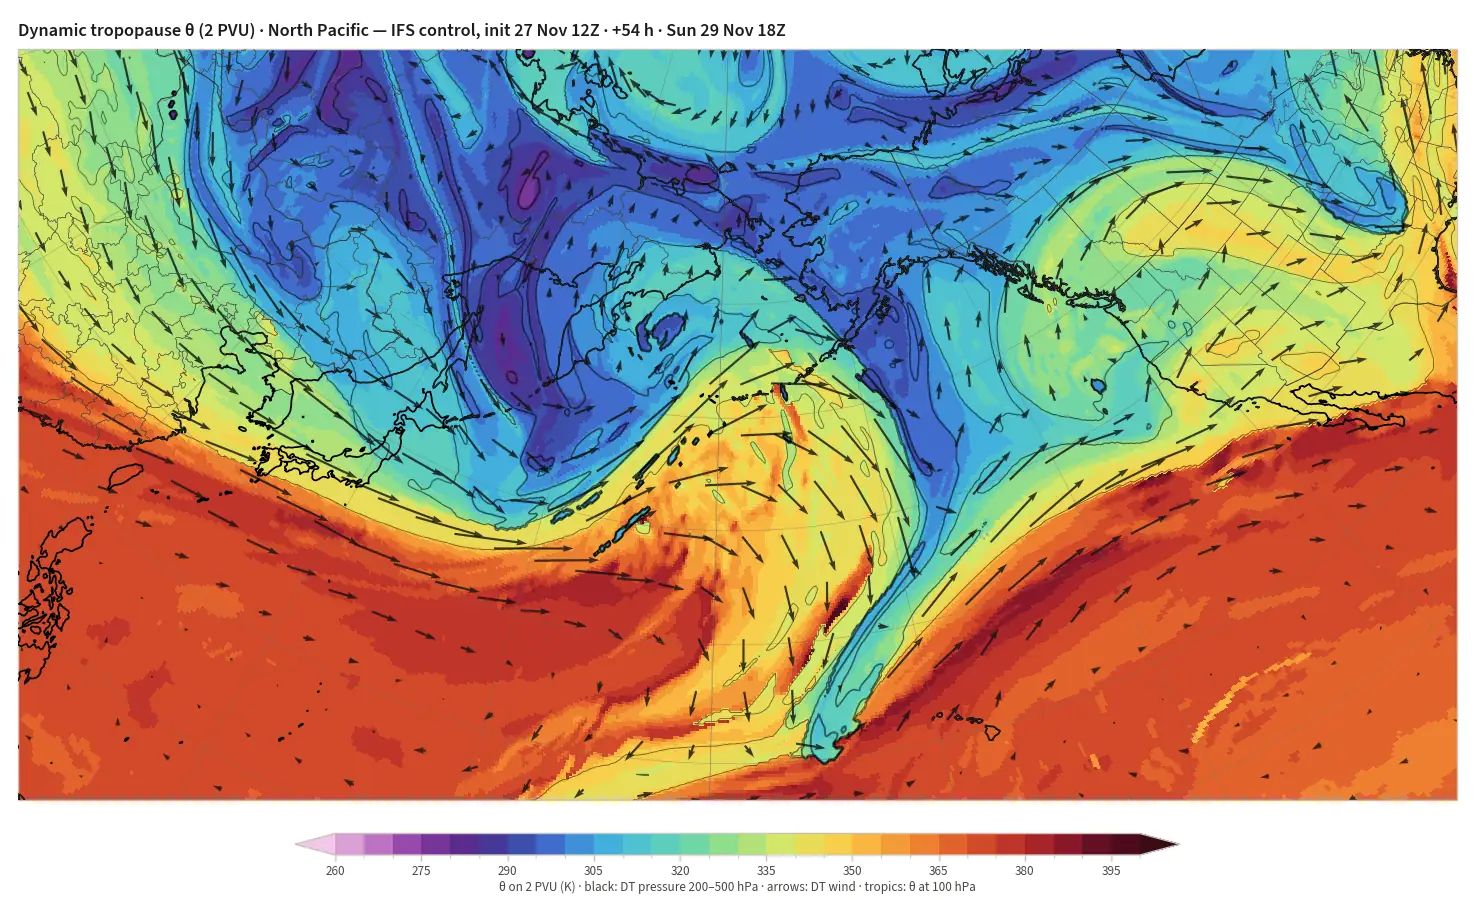 Dynamic tropopause θ (2 PVU) · North Pacific — IFS control, init 27 Nov 12Z · +54 h · Sun 29 Nov 18Z
260 275 290 305 320 335 350 365 380 395
θ on 2 PVU (K) · black: DT pressure 200–500 hPa · arrows: DT wind · tropics: θ at 100 hPa